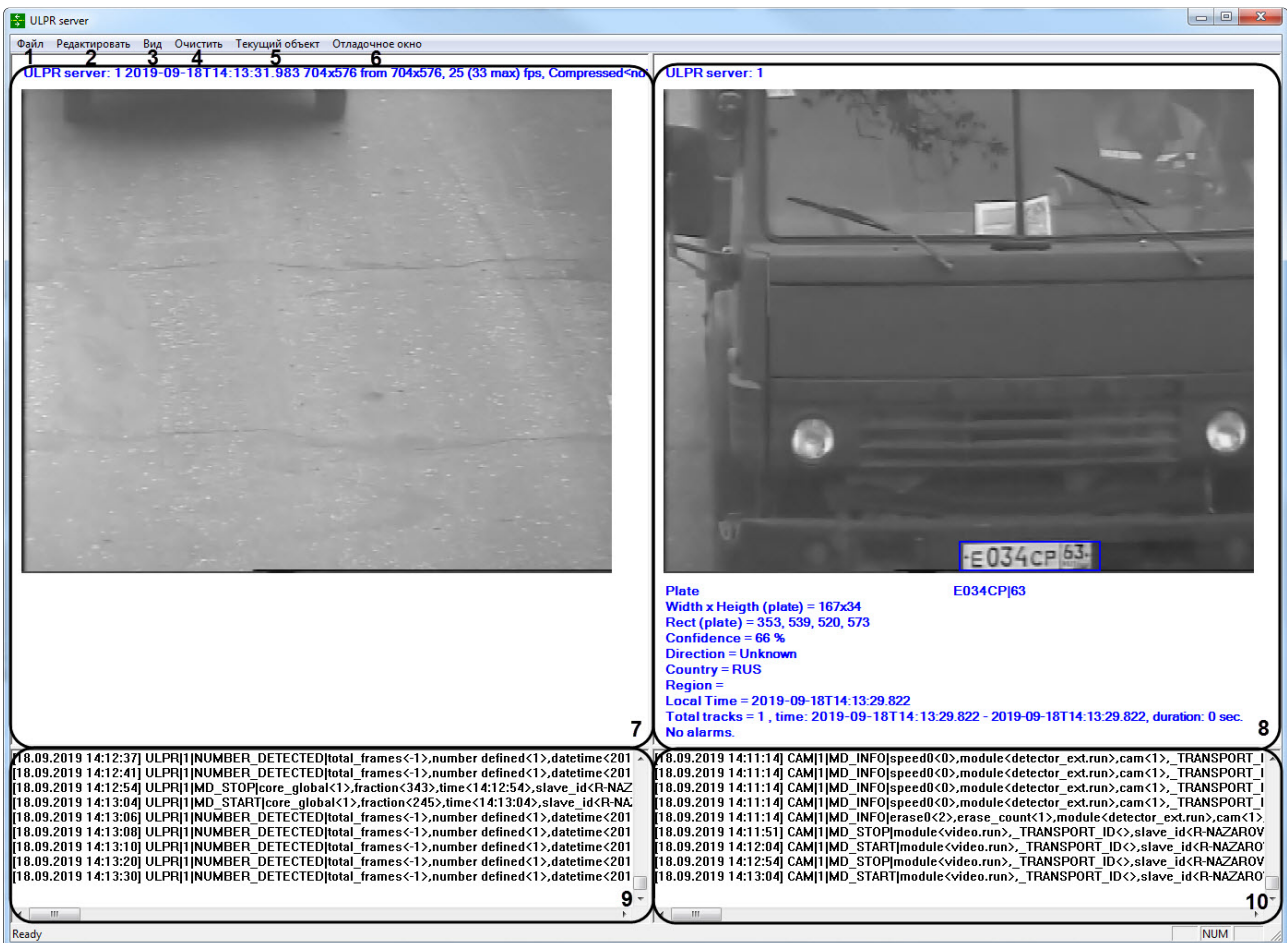 ULPR server
Файл Редактировать Вид Очистить Текущий объект Отладочное окно
1 2 3 4 5 6
ULPR server: 1 2019-09-18T14:13:31.983 704x576 from 704x576, 25 (33 max) fps, Compressed<no
ULPR server: 1
E034CP 63
Plate E034CP|63
Width x Heigth (plate) = 167x34
Rect (plate) = 353, 539, 520, 573
Confidence = 66 %
Direction = Unknown
Country = RUS
Region =
Local Time = 2019-09-18T14:13:29.822
Total tracks = 1 , time: 2019-09-18T14:13:29.822 - 2019-09-18T14:13:29.822, duration: 0 sec.
No alarms.
7
8
[18.09.2019 14:12:37] ULPR|1|NUMBER_DETECTED|total_frames<-1>,number defined<1>,datetime<201
[18.09.2019 14:12:41] ULPR|1|NUMBER_DETECTED|total_frames<-1>,number defined<1>,datetime<201
[18.09.2019 14:12:54] ULPR|1|MD_STOP|core_global<1>,fraction<343>,time<14:12:54>,slave_id<R-NAZ
[18.09.2019 14:13:04] ULPR|1|MD_START|core_global<1>,fraction<245>,time<14:13:04>,slave_id<R-NA
[18.09.2019 14:13:06] ULPR|1|NUMBER_DETECTED|total_frames<-1>,number defined<1>,datetime<201
[18.09.2019 14:13:08] ULPR|1|NUMBER_DETECTED|total_frames<-1>,number defined<1>,datetime<201
[18.09.2019 14:13:10] ULPR|1|NUMBER_DETECTED|total_frames<-1>,number defined<1>,datetime<201
[18.09.2019 14:13:20] ULPR|1|NUMBER_DETECTED|total_frames<-1>,number defined<1>,datetime<201
[18.09.2019 14:13:30] ULPR|1|NUMBER_DETECTED|total_frames<-1>,number defined<1>,datetime<201
9
[18.09.2019 14:11:14] CAM|1|MD_INFO|speed0<0>,module<detector_ext.run>,cam<1>,_TRANSPORT_I
[18.09.2019 14:11:14] CAM|1|MD_INFO|speed0<0>,module<detector_ext.run>,cam<1>,_TRANSPORT_I
[18.09.2019 14:11:14] CAM|1|MD_INFO|speed0<0>,module<detector_ext.run>,cam<1>,_TRANSPORT_I
[18.09.2019 14:11:14] CAM|1|MD_INFO|speed0<0>,module<detector_ext.run>,cam<1>,_TRANSPORT_I
[18.09.2019 14:11:14] CAM|1|MD_INFO|erase0<2>,erase_count<1>,module<detector_ext.run>,cam<1>,
[18.09.2019 14:11:51] CAM|1|MD_STOP|module<video.run>,_TRANSPORT_ID<>,slave_id<R-NAZAROV
[18.09.2019 14:12:04] CAM|1|MD_START|module<video.run>,_TRANSPORT_ID<>,slave_id<R-NAZARO
[18.09.2019 14:12:54] CAM|1|MD_STOP|module<video.run>,_TRANSPORT_ID<>,slave_id<R-NAZAROV
[18.09.2019 14:13:04] CAM|1|MD_START|module<video.run>,_TRANSPORT_ID<>,slave_id<R-NAZARO
10
Ready
NUM